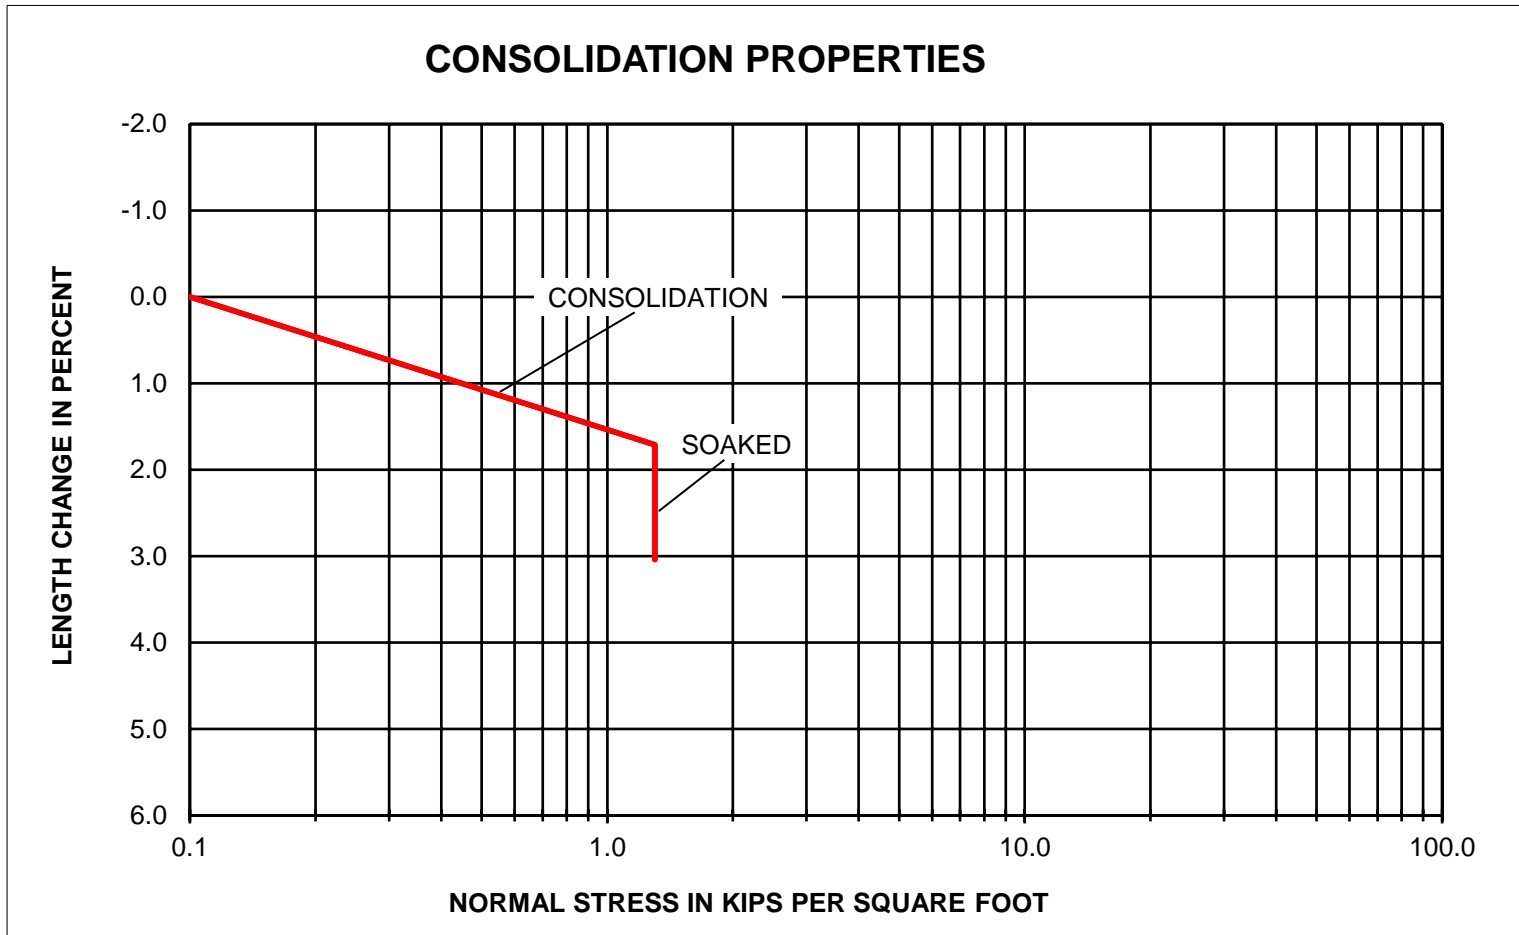 CONSOLIDATION PROPERTIES
-2.0
-1.0
0.0
1.0
2.0
3.0
4.0
5.0
6.0
LENGTH CHANGE IN PERCENT
CONSOLIDATION
SOAKED
0.1
1.0
10.0
100.0
NORMAL STRESS IN KIPS PER SQUARE FOOT